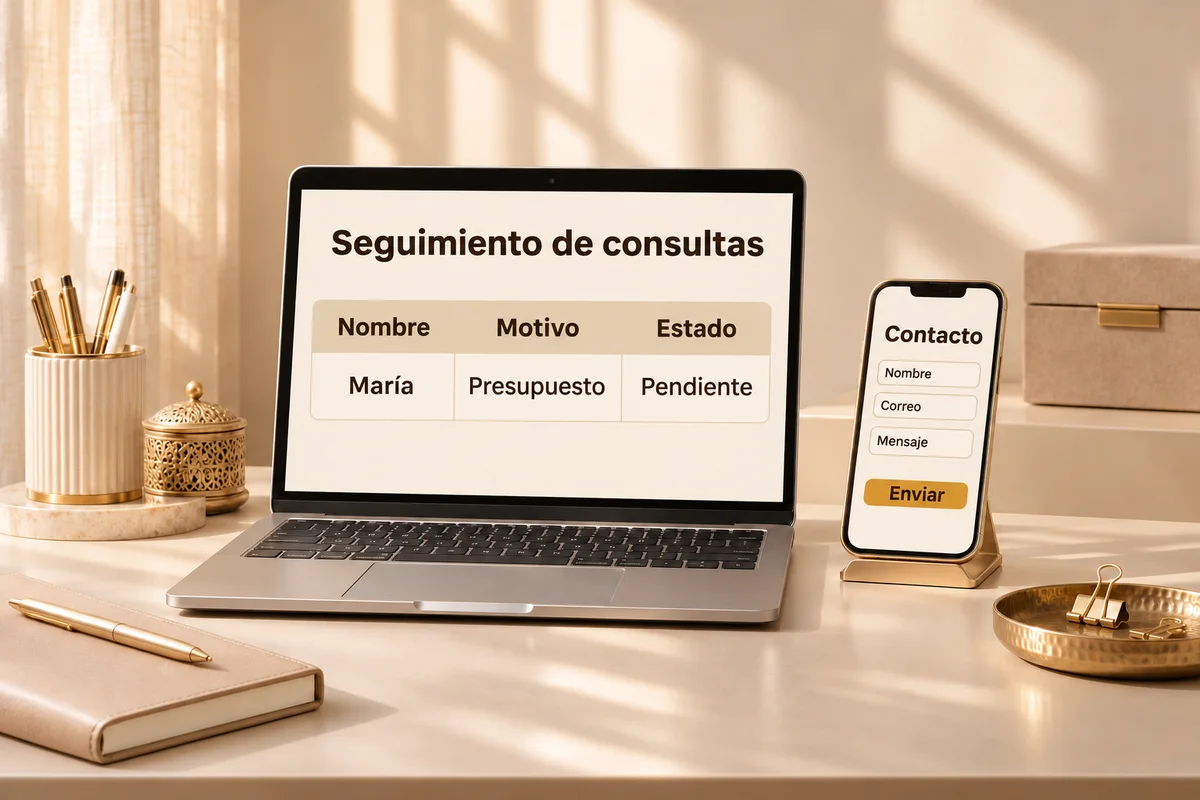 Seguimiento de consultas
Nombre Motivo Estado
María Presupuesto Pendiente
Contacto
Nombre
Correo
Mensaje
Enviar